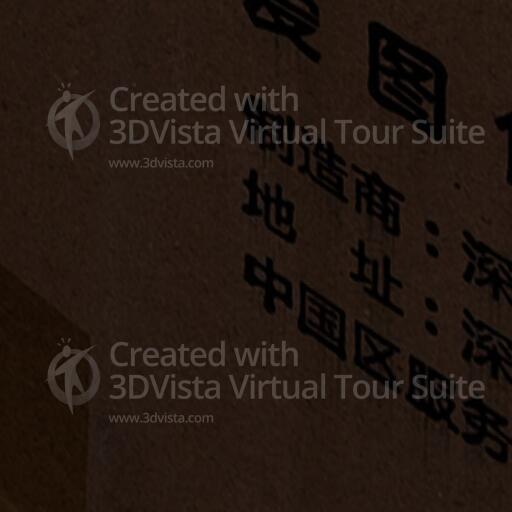 图
Created with
3DVista Virtual Tour Suite
www.3dvista.com
制造商：深
地 址：深
中国区服务
Created with
3DVista Virtual Tour Suite
www.3dvista.com